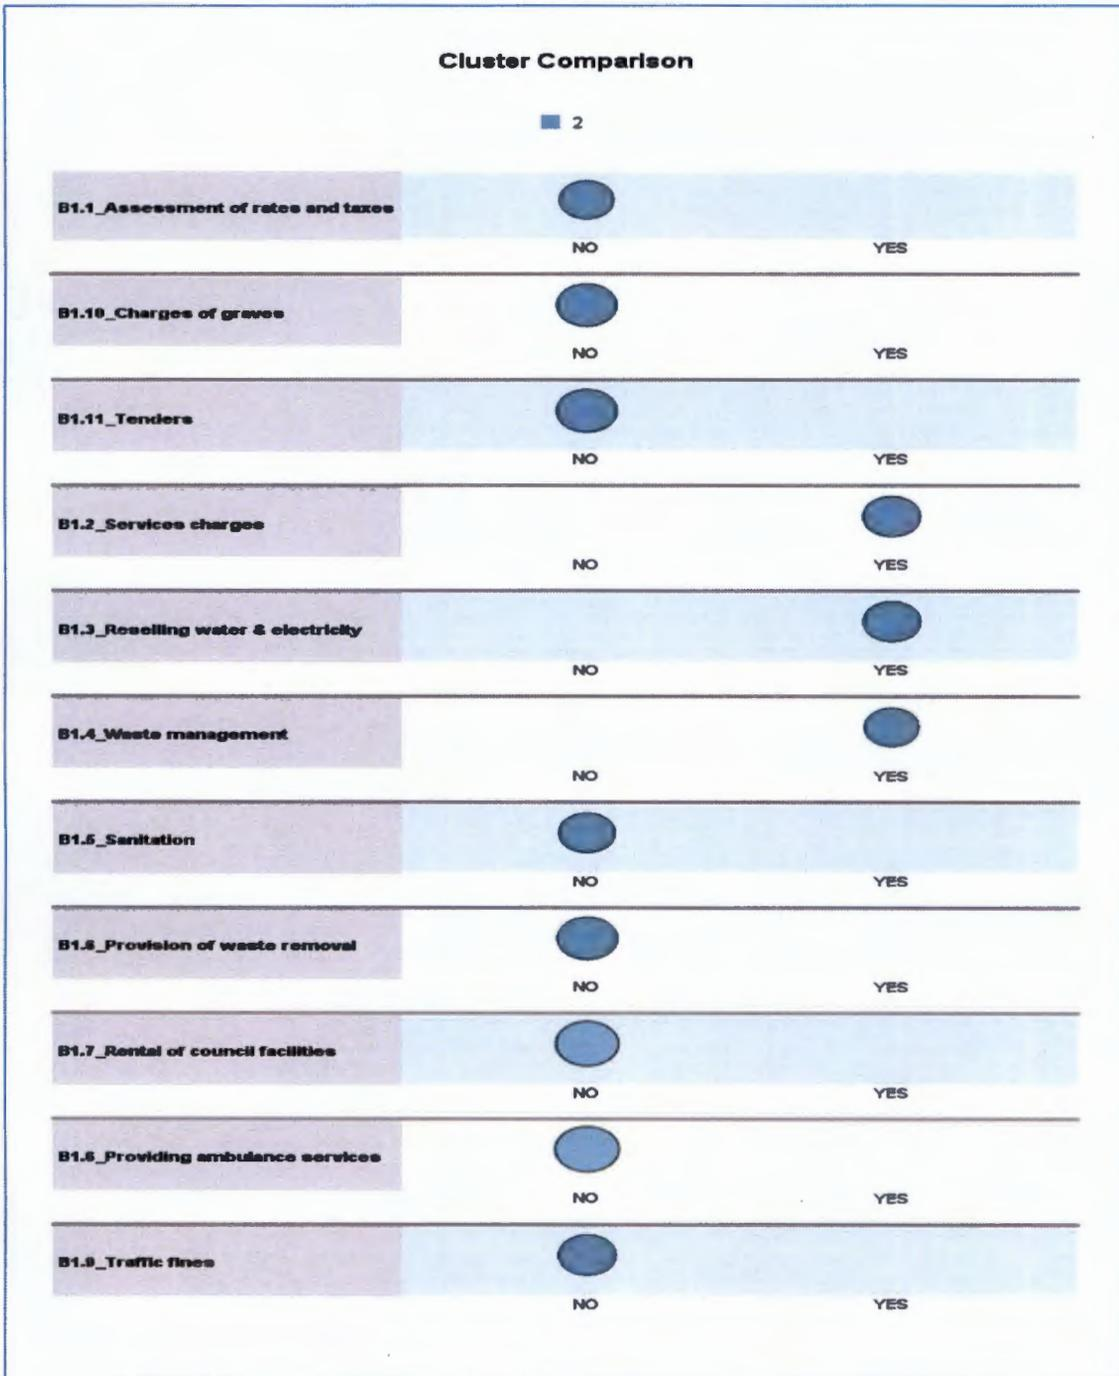 Cluster Comparison
2
B1.1_Assessment of rates and taxes
NO YES
B1.10_Charges of graves
NO YES
B1.11_Tenders
NO YES
B1.2_Services charges
NO YES
B1.3_Reselling water & electricity
NO YES
B1.4_Waste management
NO YES
B1.5_Sanitation
NO YES
B1.6_Provision of waste removal
NO YES
B1.7_Rental of council facilities
NO YES
B1.8_Providing ambulance services
NO YES
B1.9_Traffic fines
NO YES